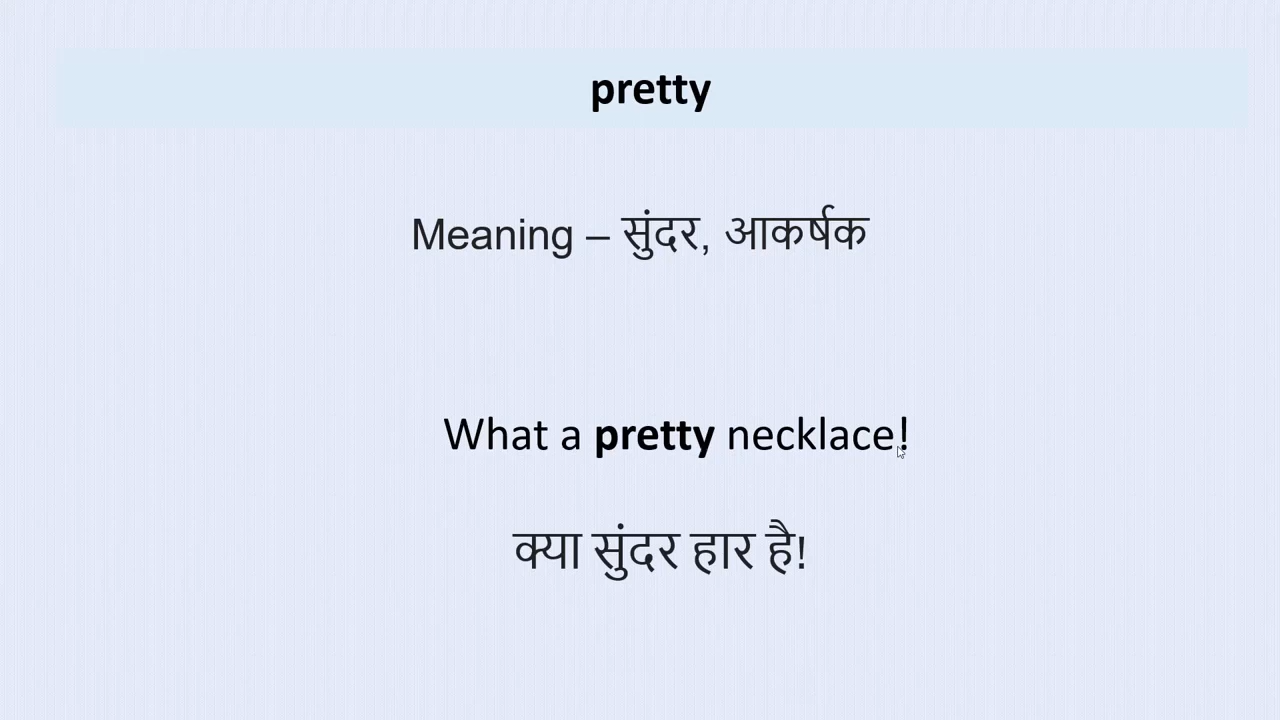 pretty
Meaning – सुंदर, आकर्षक
What a pretty necklace!
क्या सुंदर हार है!